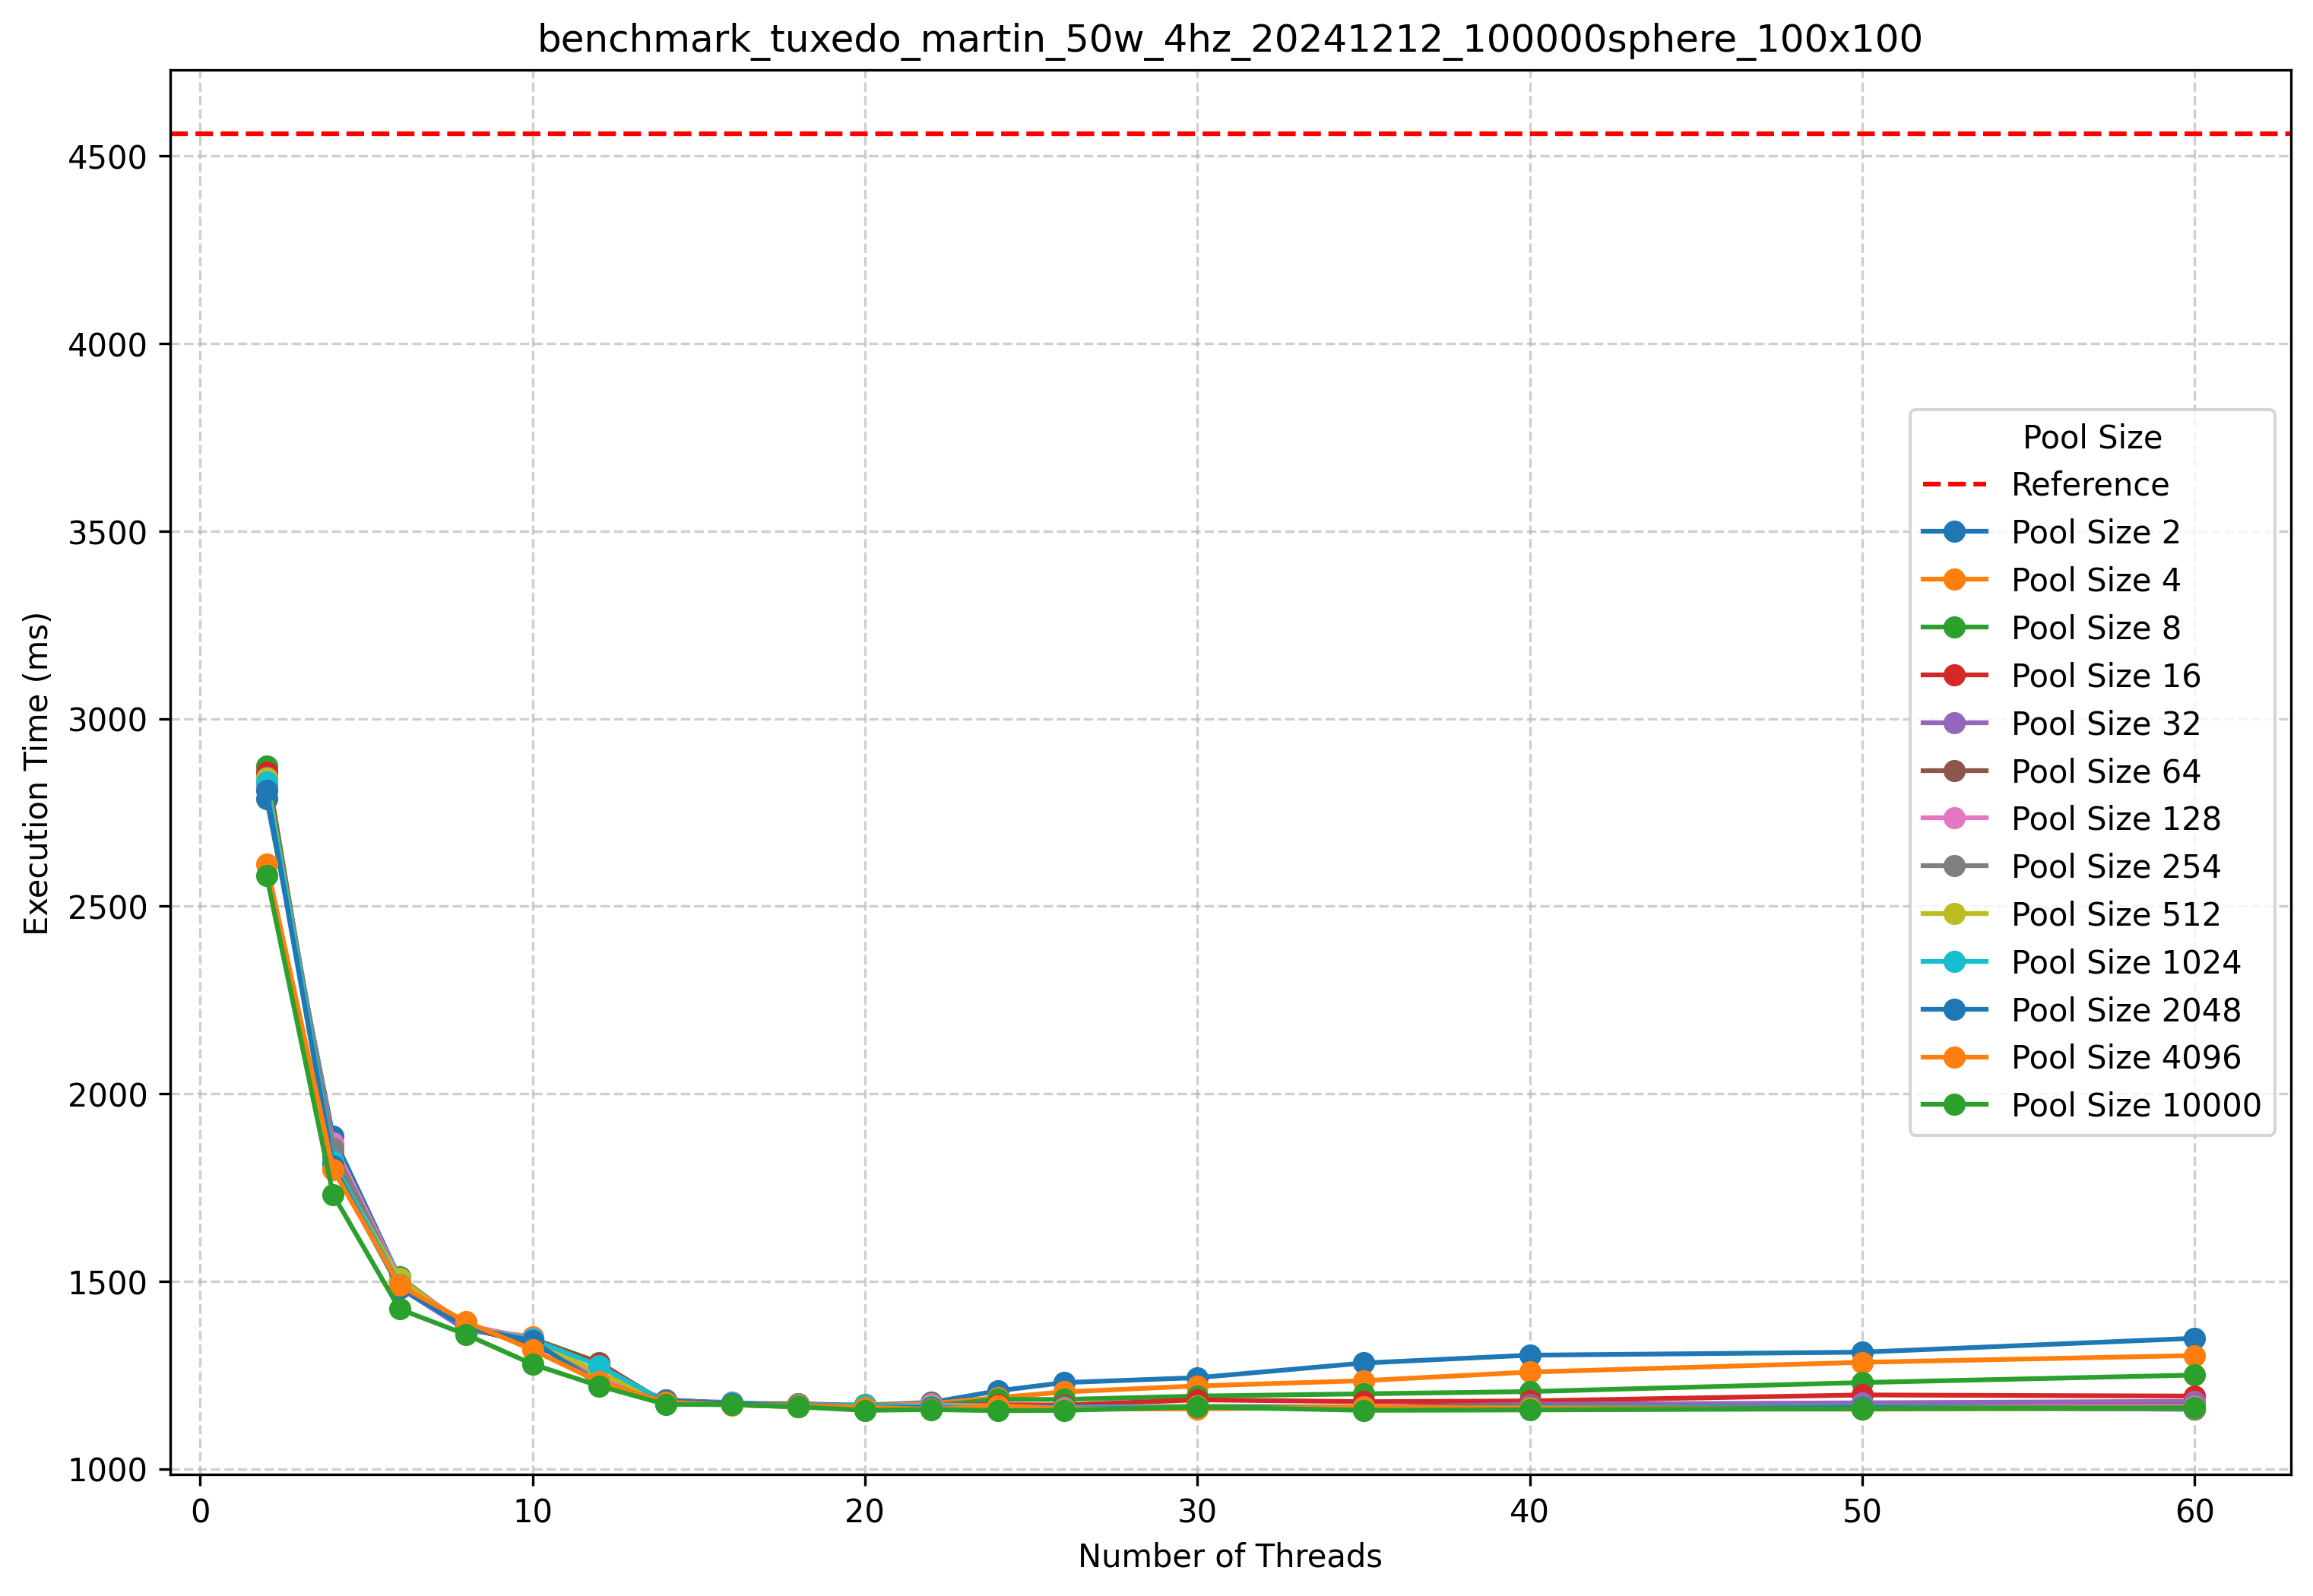 benchmark_tuxedo_martin_50w_4hz_20241212_100000sphere_100x100
4500
4000
3500
3000
2500
2000
1500
1000
Execution Time (ms)
Pool Size
Reference
Pool Size 2
Pool Size 4
Pool Size 8
Pool Size 16
Pool Size 32
Pool Size 64
Pool Size 128
Pool Size 254
Pool Size 512
Pool Size 1024
Pool Size 2048
Pool Size 4096
Pool Size 10000
0 10 20 30 40 50 60
Number of Threads